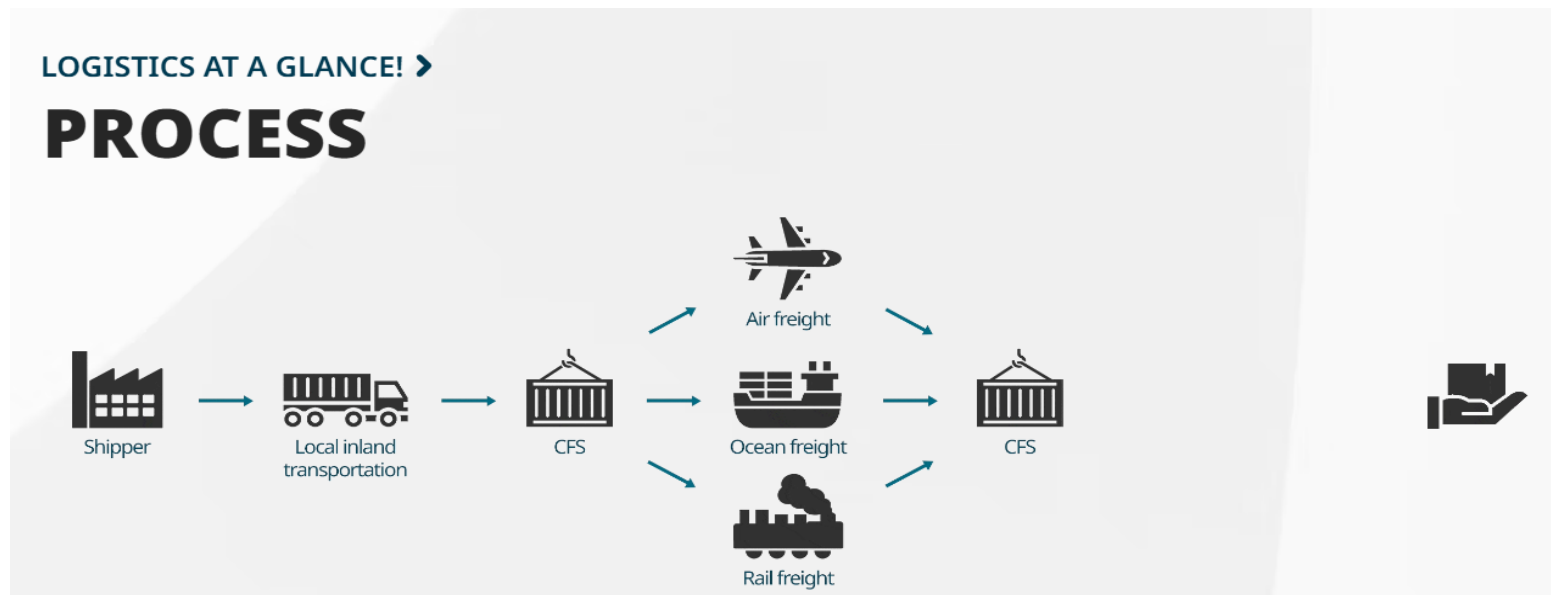 LOGISTICS AT A GLANCE!
PROCESS
Air freight
Shipper
Local inland
transportation
CFS
Ocean freight
CFS
Rail freight